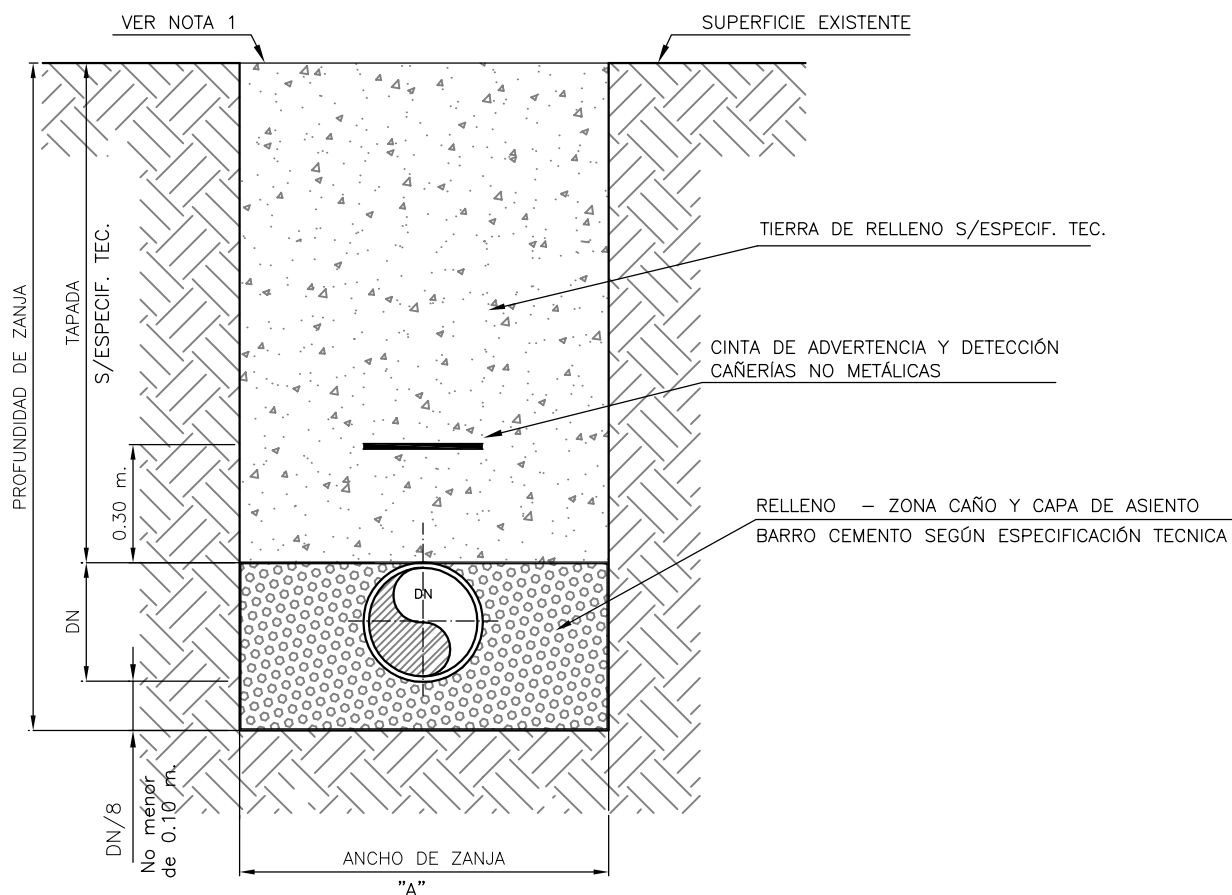 VER NOTA 1
SUPERFICIE EXISTENTE
TIERRA DE RELLENO S/ESPECIF. TEC.
CINTA DE ADVERTENCIA Y DETECCIÓN
CAÑERÍAS NO METÁLICAS
RELLENO – ZONA CAÑO Y CAPA DE ASIENTO
BARRO CEMENTO SEGÚN ESPECIFICACIÓN TECNICA
PROFUNDIDAD DE ZANJA
TAPADA
S/ESPECIF. TEC.
0.30 m.
DN
DN
DN/8
No menor
de 0.10 m.
ANCHO DE ZANJA
"A"